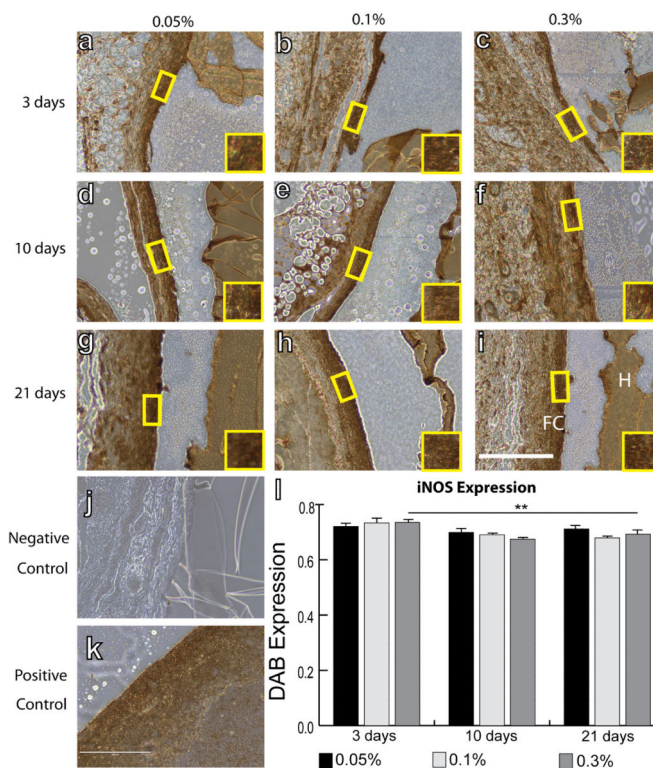 0.05% 0.1% 0.3%
3 days
a b c
10 days
d e f
21 days
g h i
FC H
Negative
Control
j
Positive
Control
k
l
iNOS Expression
**
DAB Expression
0.8
0.6
0.4
0.2
0.0
3 days 10 days 21 days
0.05% 0.1% 0.3%